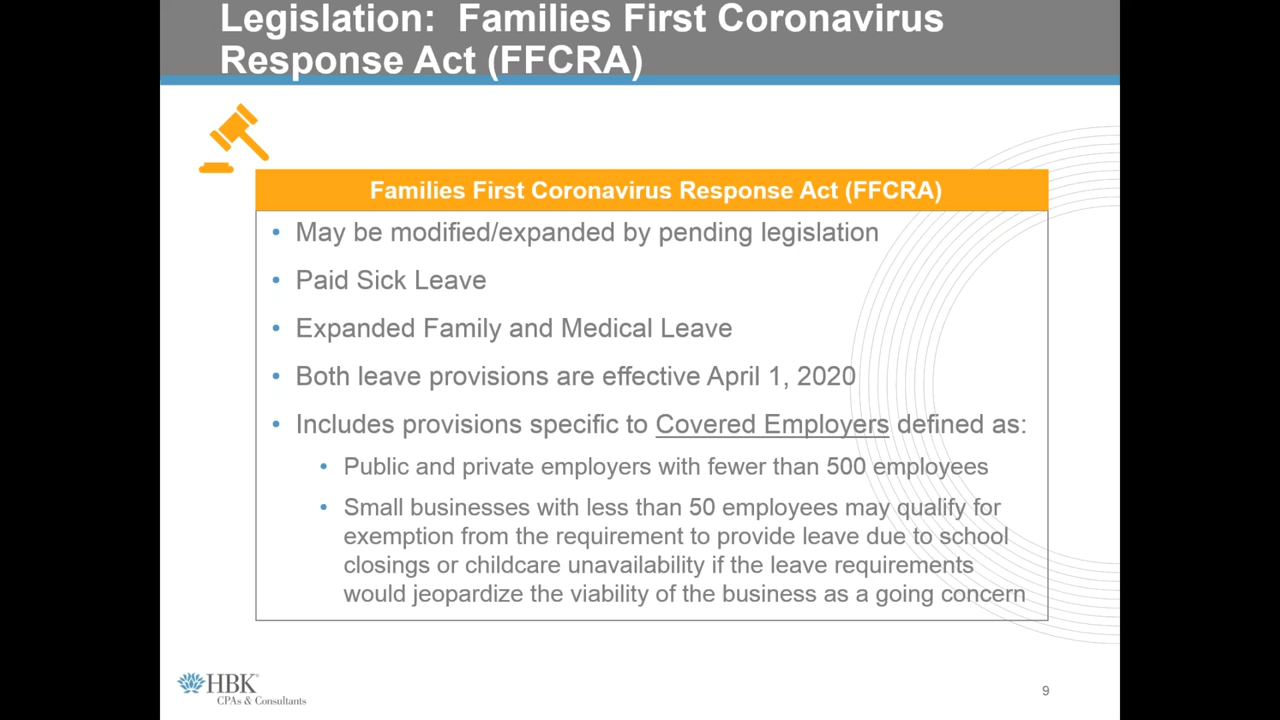 Legislation:  Families First Coronavirus
Response Act (FFCRA)
Families First Coronavirus Response Act (FFCRA)
• May be modified/expanded by pending legislation
• Paid Sick Leave
• Expanded Family and Medical Leave
• Both leave provisions are effective April 1, 2020
• Includes provisions specific to Covered Employers defined as:
• Public and private employers with fewer than 500 employees
• Small businesses with less than 50 employees may qualify for
exemption from the requirement to provide leave due to school
closings or childcare unavailability if the leave requirements
would jeopardize the viability of the business as a going concern
HBK
CPAs & Consultants
9